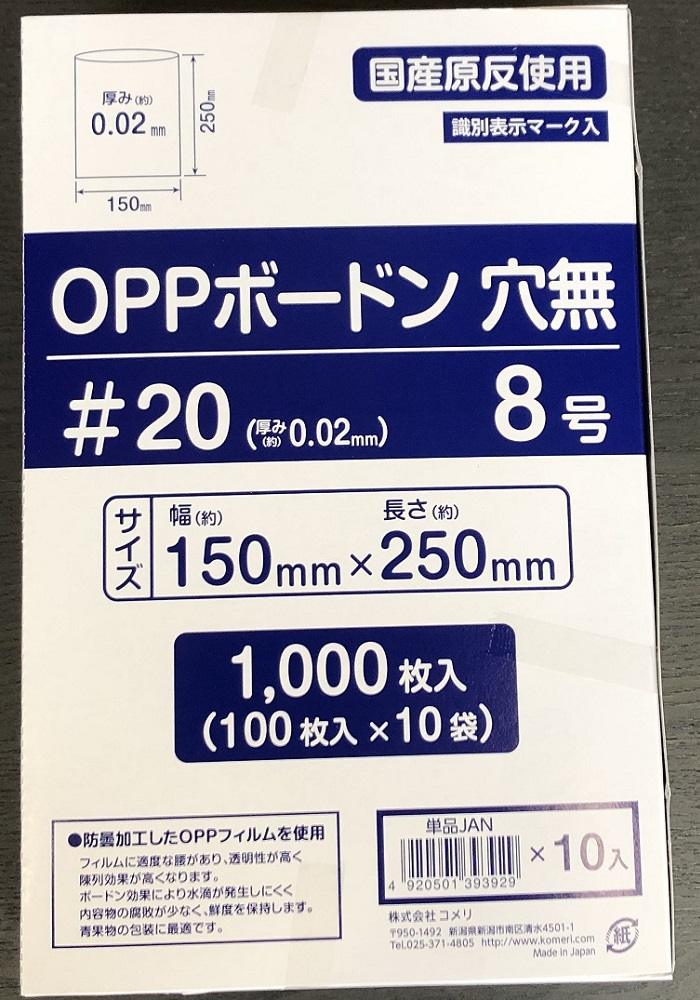 厚み(約)
0.02 mm
250mm
150mm
国産原反使用
識別表示マーク入
OPPボードン 穴無
#20 (厚み(約)0.02mm) 8号
サイズ
幅(約) 長さ(約)
150mm×250mm
1,000枚入
(100枚入×10袋)
●防曇加工したOPPフィルムを使用
フィルムに適度な腰があり、透明性が高く
陳列効果が高くなります。
ボードン効果により水滴が発生しにくく
内容物の腐敗が少なく、鮮度を保持します。
青果物の包装に最適です。
単品JAN
4 920501 393929
×10入
株式会社 コメリ
〒950-1492 新潟県新潟市南区清水4501-1
Tel.025-371-4805 http://www.komeri.com/
Made in Japan
紙